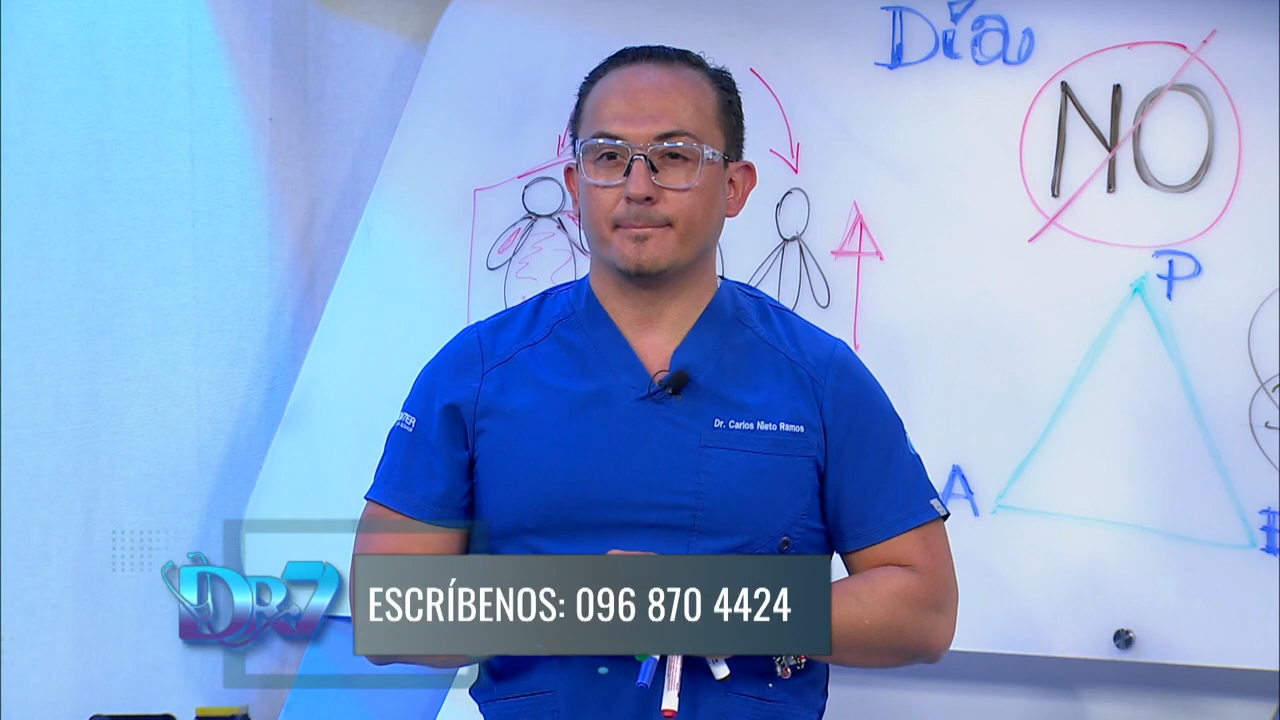 Día
NO
P
A
Dr. Carlos Nieto Ramos
DR7
ESCRÍBENOS: 096 870 4424